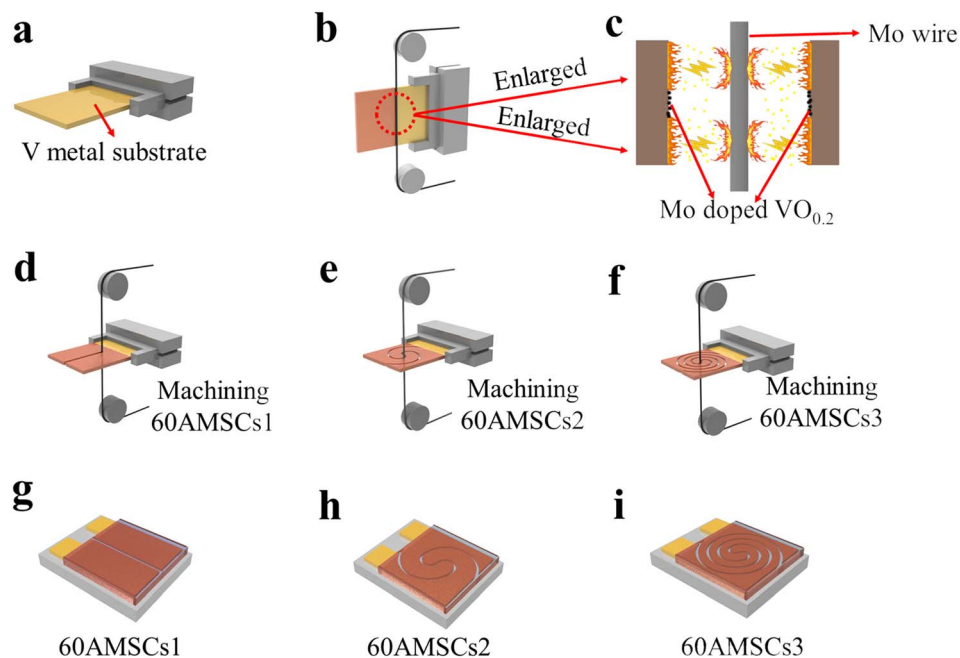 a
b
c
Mo wire
Enlarged
Enlarged
V metal substrate
Mo doped VO0.2
d
e
f
Machining
60AMSCs1
Machining
60AMSCs2
Machining
60AMSCs3
g
h
i
60AMSCs1
60AMSCs2
60AMSCs3